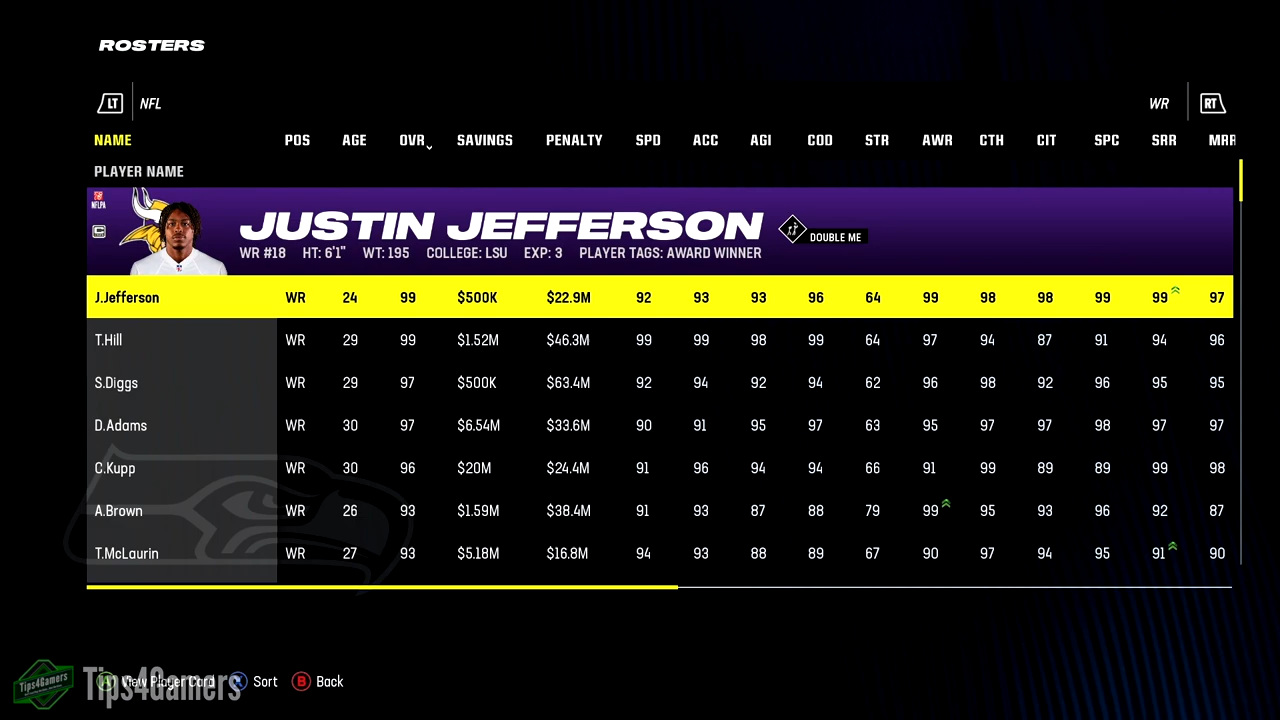 ROSTERS
LT NFL WR RT
NAME POS AGE OVR SAVINGS PENALTY SPD ACC AGI COD STR AWR CTH CIT SPC SRR MRR
PLAYER NAME
NFLPA
JUSTIN JEFFERSON DOUBLE ME
WR #18 HT: 6'1" WT: 195 COLLEGE: LSU EXP: 3 PLAYER TAGS: AWARD WINNER
J.Jefferson WR 24 99 $500K $22.9M 92 93 93 96 64 99 98 98 99 99 97
T.Hill WR 29 99 $1.52M $46.3M 99 99 98 99 64 97 94 87 91 94 96
S.Diggs WR 29 97 $500K $63.4M 92 94 92 94 62 96 98 92 96 95 95
D.Adams WR 30 97 $6.54M $33.6M 90 91 95 97 63 95 97 97 98 97 97
C.Kupp WR 30 96 $20M $24.4M 91 96 94 94 66 91 99 89 89 99 98
A.Brown WR 26 93 $1.59M $38.4M 91 93 87 88 79 99 95 93 96 92 87
T.McLaurin WR 27 93 $5.18M $16.8M 94 93 88 89 67 90 97 94 95 91 90
Tips4Gamers Tips4Gamers
A View Player Card X Sort B Back